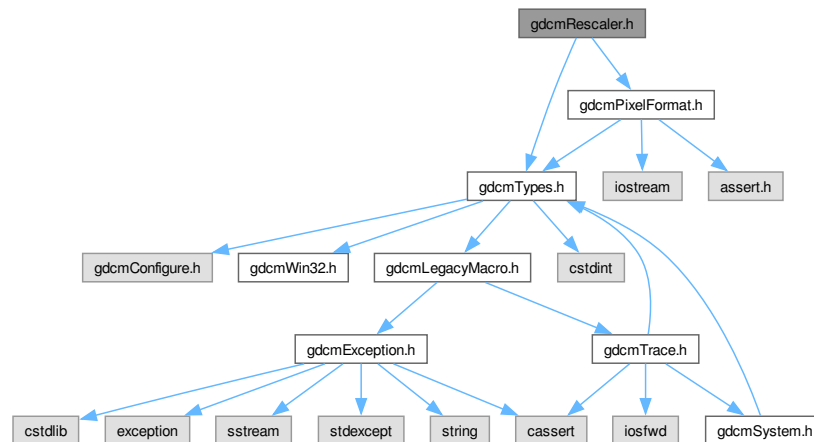 gdcmRescaler.h
gdcmPixelFormat.h
gdcmTypes.h
iostream
assert.h
gdcmConfigure.h
gdcmWin32.h
gdcmLegacyMacro.h
cstdint
gdcmException.h
gdcmTrace.h
cstdlib
exception
sstream
stdexcept
string
cassert
iosfwd
gdcmSystem.h